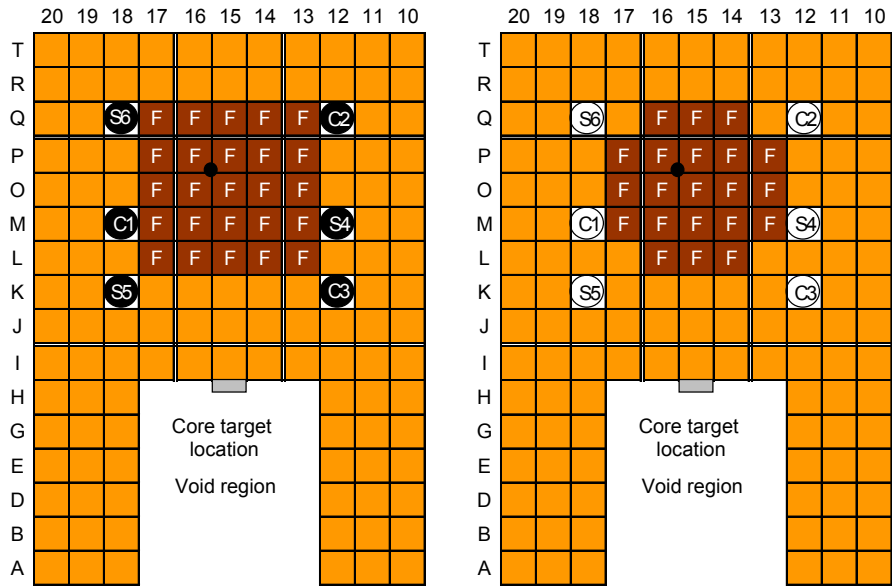 20 19 18 17 16 15 14 13 12 11 10
T
R
Q S6 F F F F F C2
P F F F F F
O F F F F F
M C1 F F F F F S4
L F F F F F
K S5 C3
J
I
H
G Core target
location
E
D Void region
B
A
20 19 18 17 16 15 14 13 12 11 10
T
R
Q S6 F F F C2
P F F F F F
O F F F F F
M C1 F F F F F S4
L F F F
K S5 C3
J
I
H
G Core target
location
E
D Void region
B
A